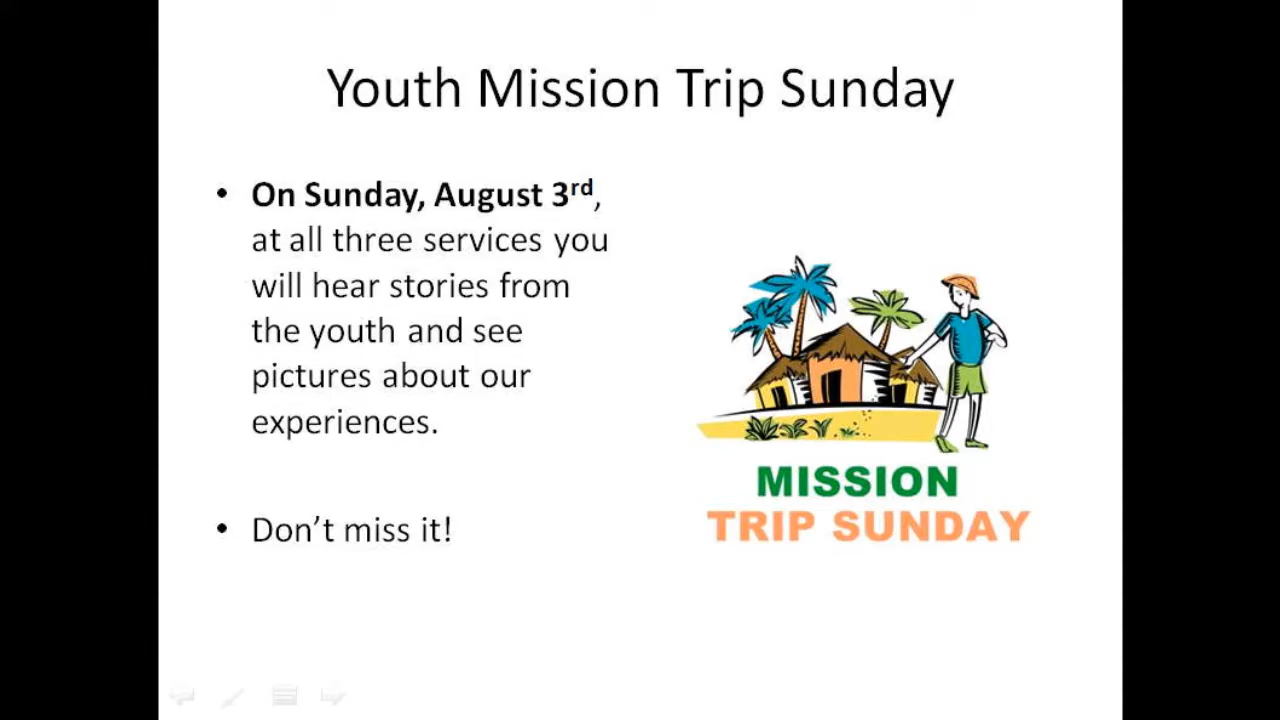 Youth Mission Trip Sunday
• On Sunday, August 3rd,
at all three services you
will hear stories from
the youth and see
pictures about our
experiences.
• Don't miss it!
MISSION
TRIP SUNDAY